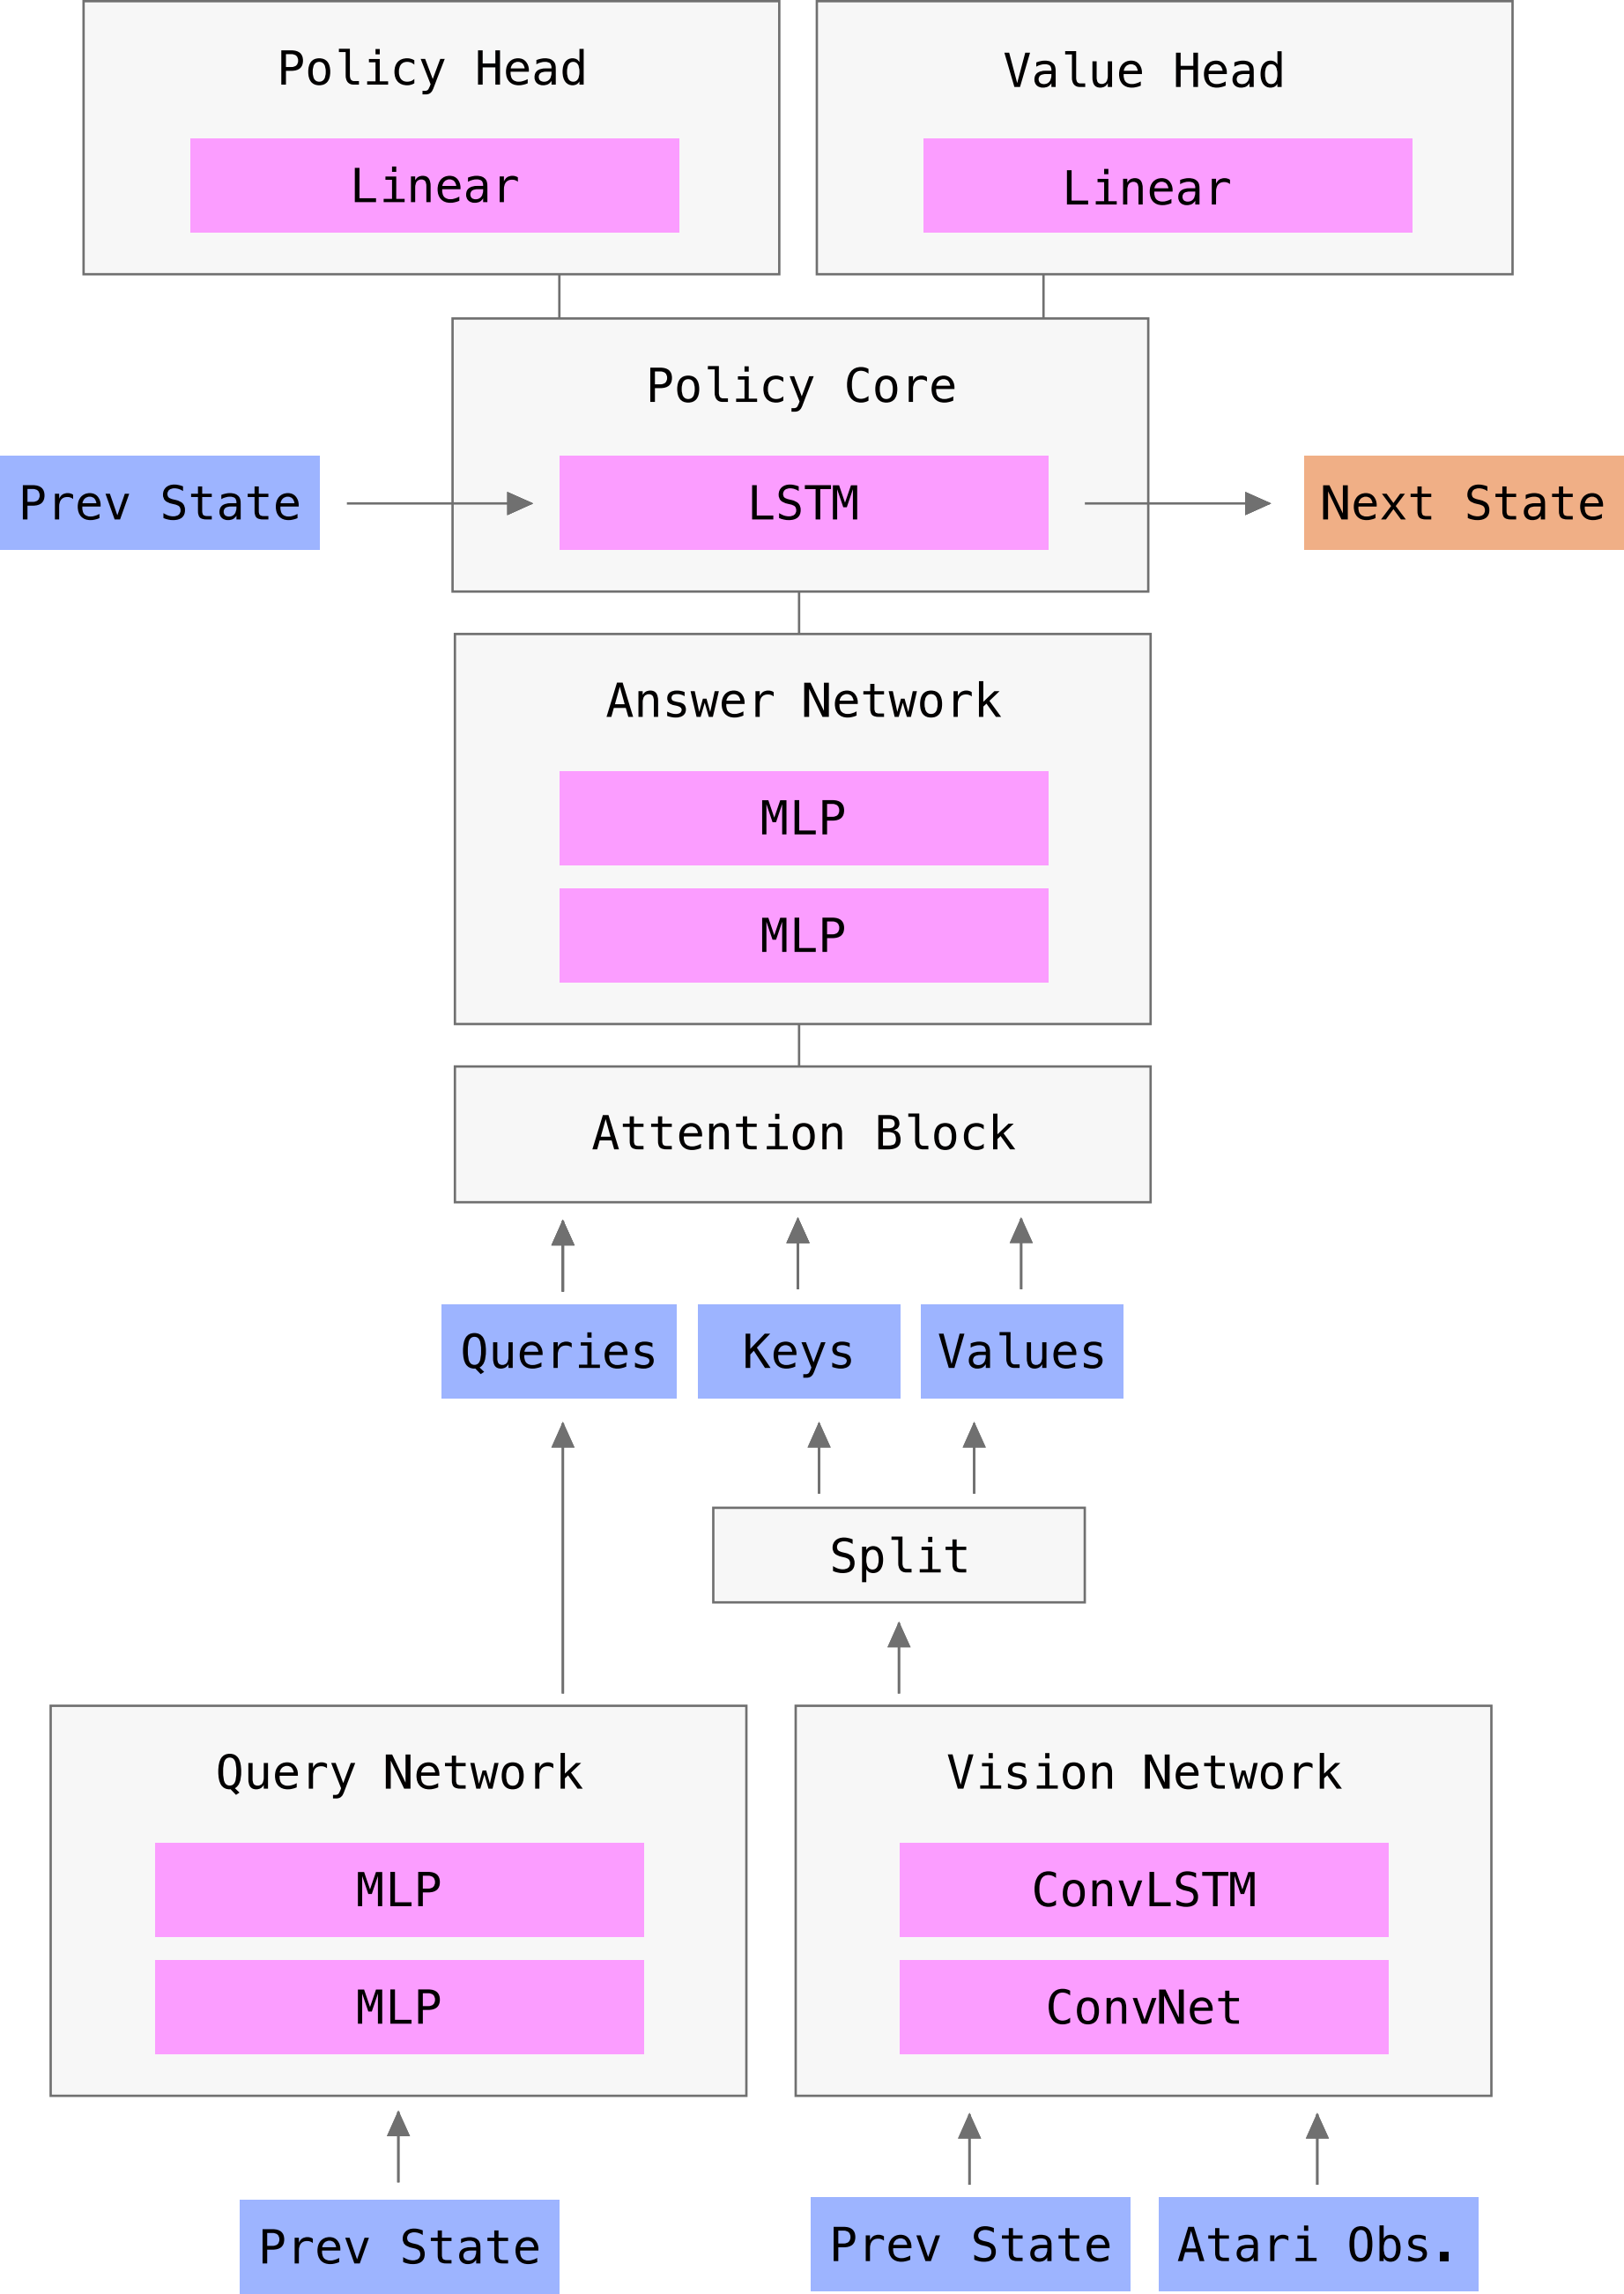 Policy Head
Linear
Value Head
Linear
Policy Core
Prev State
LSTM
Next State
Answer Network
MLP
MLP
Attention Block
Queries
Keys
Values
Split
Query Network
MLP
MLP
Vision Network
ConvLSTM
ConvNet
Prev State
Prev State
Atari Obs.